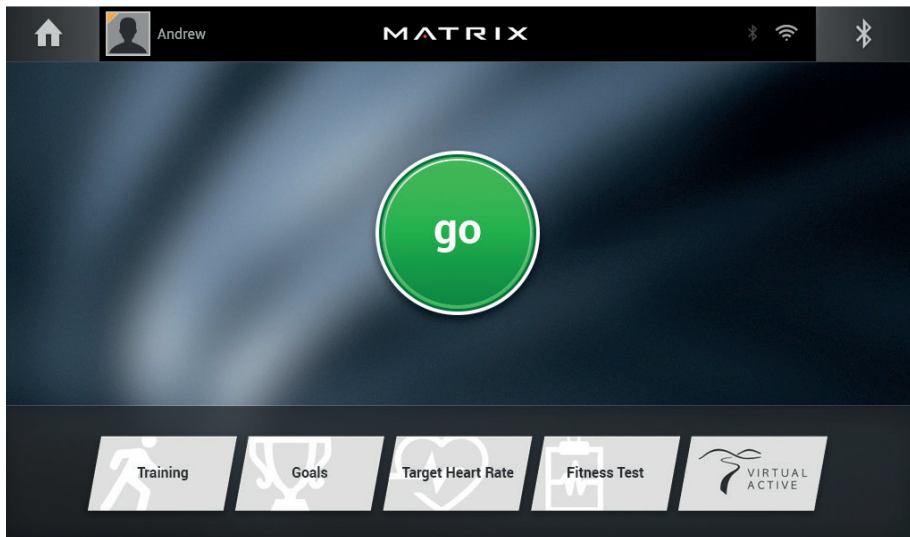 Andrew
MATRIX
go
Training
Goals
Target Heart Rate
Fitness Test
VIRTUAL
ACTIVE